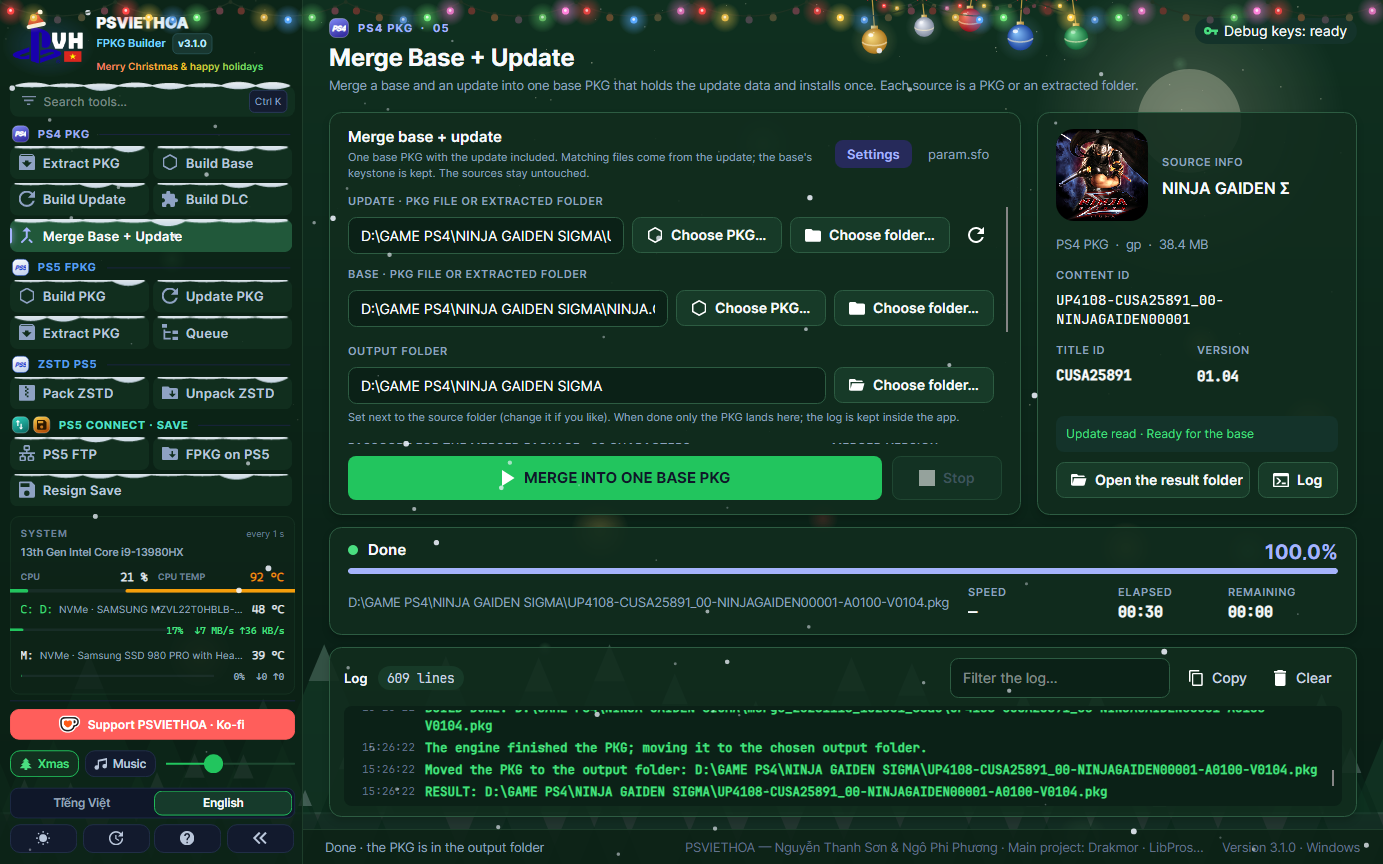 PSVIETHOA
VH
FPKG Builder v3.1.0
Merry Christmas & happy holidays
Search tools... Ctrl K
PS4 PS4 PKG
Extract PKG Build Base
Build Update Build DLC
Merge Base + Update
PS5 PS5 FPKG
Build PKG Update PKG
Extract PKG Queue
PS5 ZSTD PS5
Pack ZSTD Unpack ZSTD
PS5 CONNECT · SAVE
PS5 FTP FPKG on PS5
Resign Save
SYSTEM every 1 s
13th Gen Intel Core i9-13980HX
CPU 21 % CPU TEMP 92 °C
C: D: NVMe · SAMSUNG MZVL22T0HBLB-... 48 °C
17% ↓7 MB/s ↑36 KB/s
M: NVMe · Samsung SSD 980 PRO with Hea... 39 °C
0% ↓0 ↑0
Support PSVIETHOA · Ko-fi
Xmas Music
Tiếng Việt English
PS4 PS4 PKG · 05
Debug keys: ready
Merge Base + Update
Merge a base and an update into one base PKG that holds the update data and installs once. Each source is a PKG or an extracted folder.
Merge base + update
One base PKG with the update included. Matching files come from the update; the base's
keystone is kept. The sources stay untouched.
Settings param.sfo
UPDATE · PKG FILE OR EXTRACTED FOLDER
D:\GAME PS4\NINJA GAIDEN SIGMA\U Choose PKG... Choose folder...
BASE · PKG FILE OR EXTRACTED FOLDER
D:\GAME PS4\NINJA GAIDEN SIGMA\NINJA.G Choose PKG... Choose folder...
OUTPUT FOLDER
D:\GAME PS4\NINJA GAIDEN SIGMA Choose folder...
Set next to the source folder (change it if you like). When done only the PKG lands here; the log is kept inside the app.
MERGE INTO ONE BASE PKG Stop
SOURCE INFO
NINJA GAIDEN Σ
PS4 PKG · gp · 38.4 MB
CONTENT ID
UP4108-CUSA25891_00-
NINJAGAIDEN00001
TITLE ID VERSION
CUSA25891 01.04
Update read · Ready for the base
Open the result folder Log
Done 100.0%
D:\GAME PS4\NINJA GAIDEN SIGMA\UP4108-CUSA25891_00-NINJAGAIDEN00001-A0100-V0104.pkg
SPEED ELAPSED REMAINING
— 00:30 00:00
Log 609 lines Filter the log... Copy Clear
V0104.pkg
15:26:22 The engine finished the PKG; moving it to the chosen output folder.
15:26:22 Moved the PKG to the output folder: D:\GAME PS4\NINJA GAIDEN SIGMA\UP4108-CUSA25891_00-NINJAGAIDEN00001-A0100-V0104.pkg
15:26:22 RESULT: D:\GAME PS4\NINJA GAIDEN SIGMA\UP4108-CUSA25891_00-NINJAGAIDEN00001-A0100-V0104.pkg
Done · the PKG is in the output folder
PSVIETHOA — Nguyễn Thanh Sơn & Ngô Phi Phương · Main project: Drakmor · LibPros... Version 3.1.0 · Windows